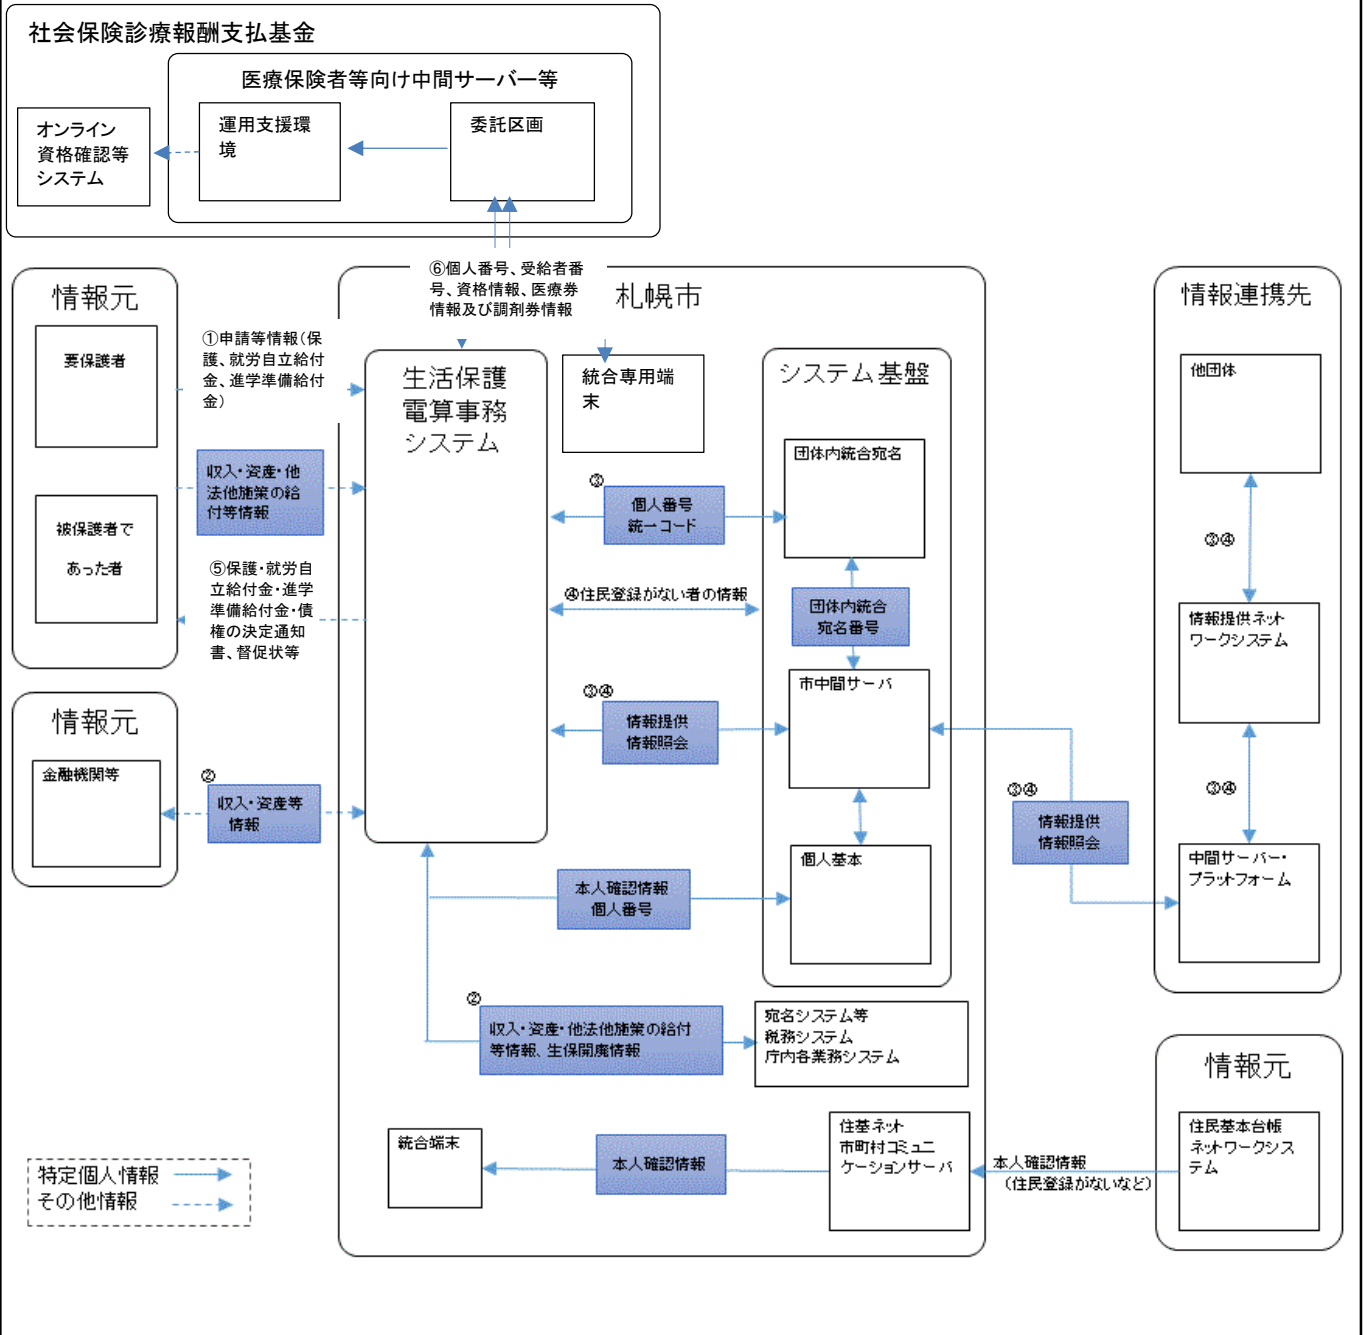 社会保険診療報酬支払基金
医療保険者等向け中間サーバー等
オンライン
資格確認等
システム
運用支援環
境
委託区画
⑥個人番号、受給者番
号、資格情報、医療券
情報及び調剤券情報
情報元
要保護者
被保護者で
あった者
①申請等情報(保
護、就労自立給付
金、進学準備給付
金)
収入・資産・他
法他施策の給
付等情報
⑤保護・就労自
立給付金・進学
準備給付金・債
権の決定通知
書、督促状等
情報元
金融機関等
②
収入・資産等
情報
札幌市
生活保護
電算事務
システム
統合専用端
末
システム基盤
団体内統合宛名
③
個人番号
統一コード
④住民登録がない者の情報
団体内統合
宛名番号
市中間サーバ
③④
情報提供
情報照会
個人基本
本人確認情報
個人番号
②
収入・資産・他法他施策の給付
等情報、生保開廃情報
宛名システム等
税務システム
庁内各業務システム
統合端末
本人確認情報
住基ネット
市町村コミュニ
ケーションサーバ
情報連携先
他団体
③④
情報提供ネット
ワークシステム
③④
中間サーバー・
プラットフォーム
③④
情報提供
情報照会
情報元
住民基本台帳
ネットワークシス
テム
本人確認情報
(住民登録がないなど)
特定個人情報
その他情報